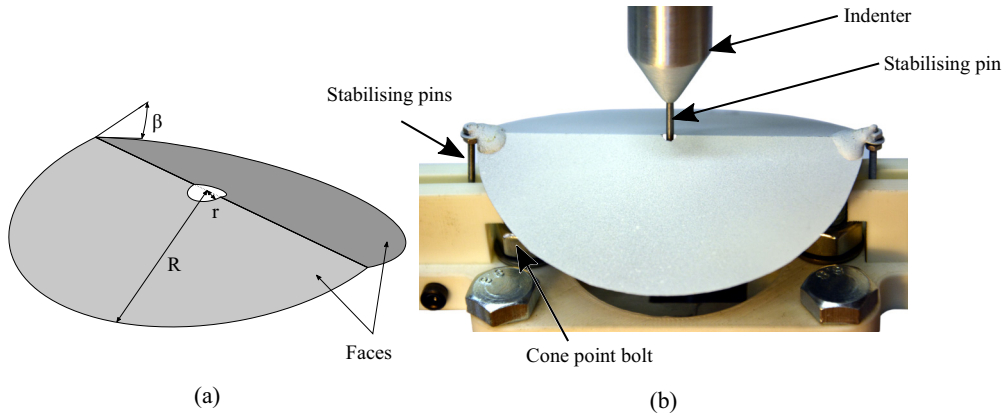 β
r
R
Faces
(a)
Indenter
Stabilising pin
Stabilising pins
Cone point bolt
(b)